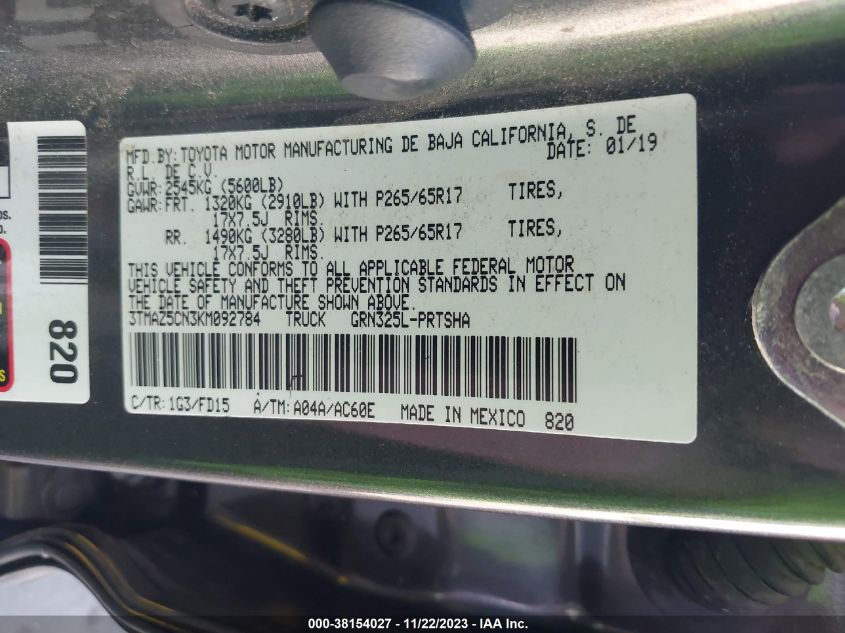 MFD.BY:TOYOTA MOTOR MANUFACTURING DE BAJA CALIFORNIA, S. DE
R.L. DE C.V. DATE: 01/19
GVWR:2545KG (5600LB)
GAWR:FRT. 1320KG (2910LB) WITH P265/65R17 TIRES,
17X7.5J RIMS.
RR. 1490KG (3280LB) WITH P265/65R17 TIRES,
17X7.5J RIMS.
THIS VEHICLE CONFORMS TO ALL APPLICABLE FEDERAL MOTOR
VEHICLE SAFETY AND THEFT PREVENTION STANDARDS IN EFFECT ON
THE DATE OF MANUFACTURE SHOWN ABOVE.
3TMAZ5CN3KM092784 TRUCK GRN325L-PRTSHA
C/TR:1G3/FD15 A/TM:A04A/AC60E MADE IN MEXICO 820
820
000-38154027 - 11/22/2023 - IAA Inc.